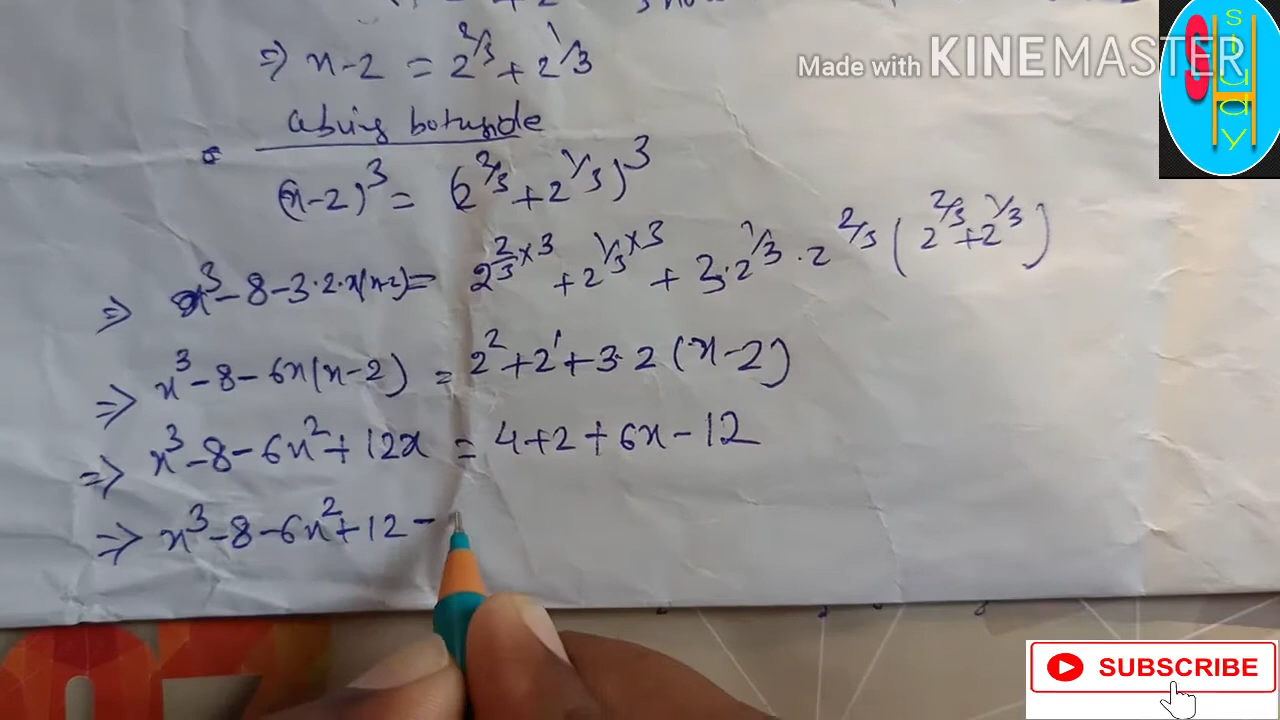 Made with KINEMASTER
G Study
⇒ x-2 = 2^{2/3} + 2^{1/3}
(x-2)^3 = (2^{2/3} + 2^{1/3})^3
⇒ x^3 - 8 - 3·2·x(x-2) = 2^{2/3 × 3} + 2^{1/3 × 3} + 3·2^{1/3}·2^{2/3} (2^{2/3} + 2^{1/3})
⇒ x^3 - 8 - 6x(x-2) = 2^2 + 2^1 + 3·2 (x-2)
⇒ x^3 - 8 - 6x^2 + 12x = 4 + 2 + 6x - 12
⇒ x^3 - 8 - 6x^2 + 12 -
SUBSCRIBE